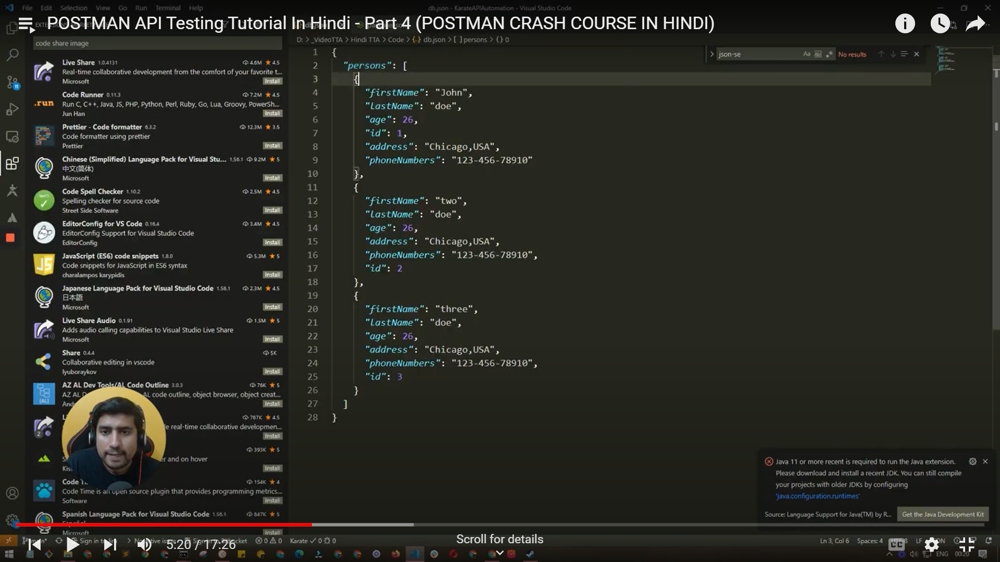 File Edit Selection View Go Run Terminal Help
db.json - KarateAPIAutomation - Visual Studio Code
POSTMAN API Testing Tutorial In Hindi - Part 4 (POSTMAN CRASH COURSE IN HINDI)
D: > _VideoTTA > Hindi TTA > Code > {..} db.json > [ ] persons > { } 0
code share image
json-se
Aa
No results
Live Share 1.0.4131 4.6M 4.5
Real-time collaborative development from the comfort of your favorite t...
Microsoft
Install
Code Runner 0.11.3 7.2M 4.5
.run
Run C, C++, Java, JS, PHP, Python, Perl, Ruby, Go, Lua, Groovy, PowerSh...
Jun Han
Install
Prettier - Code formatter 6.3.2 12.3M 3.5
Code formatter using prettier
Prettier
Install
Chinese (Simplified) Language Pack for Visual Stu... 1.56.1 9.2M 5
中文(简体)
Microsoft
Install
Code Spell Checker 1.10.2 2.5M 4.5
Spelling checker for source code
Street Side Software
Install
EditorConfig for VS Code 0.16.4 3.4M 4.5
EditorConfig Support for Visual Studio Code
EditorConfig
Install
JavaScript (ES6) code snippets 1.8.0 5.3M 5
JS
Code snippets for JavaScript in ES6 syntax
charalampos karypidis
Install
Japanese Language Pack for Visual Studio Code 1.56.1 2.3M 4.5
日本語
Microsoft
Install
Live Share Audio 0.1.91 1.5M 5
Adds audio calling capabilities to Visual Studio Live Share
Microsoft
Install
Share 0.4.4 5K
Collaborative editing in vscode
lyuboraykov
Install
AZ AL Dev Tools/AL Code Outline 3.0.3 76K 5
AZ AL D AL code outline, object browser, object creat...
Install
767K 4.5
e real-time collaborative developmen...
Install
393K 5
er and on hover
Install
Code Ti 154K 4
Code Time is an open source plugin that provides programming metrics...
Software
Install
Spanish Language Pack for Visual Studio Code 1.56.1 847K 5
Español
Microsoft
Install
1 {
2 "persons": [
3 {
4 "firstName": "John",
5 "lastName": "doe",
6 "age": 26,
7 "id": 1,
8 "address": "Chicago,USA",
9 "phoneNumbers": "123-456-78910"
10 },
11 {
12 "firstName": "two",
13 "lastName": "doe",
14 "age": 26,
15 "address": "Chicago,USA",
16 "phoneNumbers": "123-456-78910",
17 "id": 2
18 },
19 {
20 "firstName": "three",
21 "lastName": "doe",
22 "age": 26,
23 "address": "Chicago,USA",
24 "phoneNumbers": "123-456-78910",
25 "id": 3
26 }
27 ]
28 }
Java 11 or more recent is required to run the Java extension.
Please download and install a recent JDK. You can still compile
your projects with older JDKs by configuring
'java.configuration.runtimes'
Source: Language Support for Java(TM) by R...
Get the Java Development Kit
Sign in to Jira
Karate
Ln 3, Col 6 Spaces: 4 UTF-8 LF
5:20 / 17:26
Scroll for details
CC
ENG 00:20